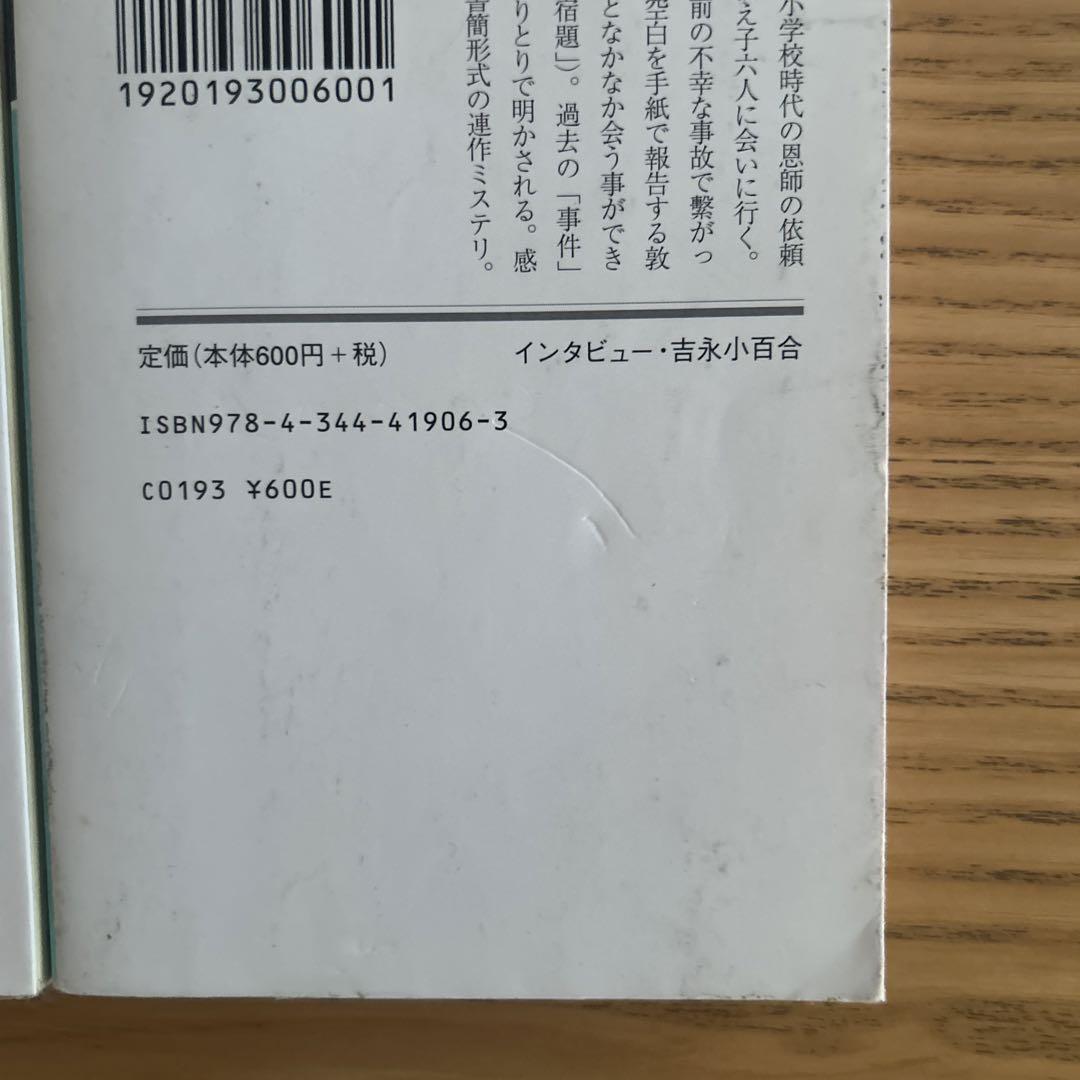 1920193006001
小学校時代の恩師の依頼
え子六人に会いに行く。
前の不幸な事故で繫がっ
空白を手紙で報告する敦
となかなか会う事ができ
宿題」)。過去の「事件」
りとりで明かされる。感
書簡形式の連作ミステリ。
定価(本体600円+税)
インタビュー・吉永小百合
ISBN978-4-344-41906-3
C0193 ¥600E